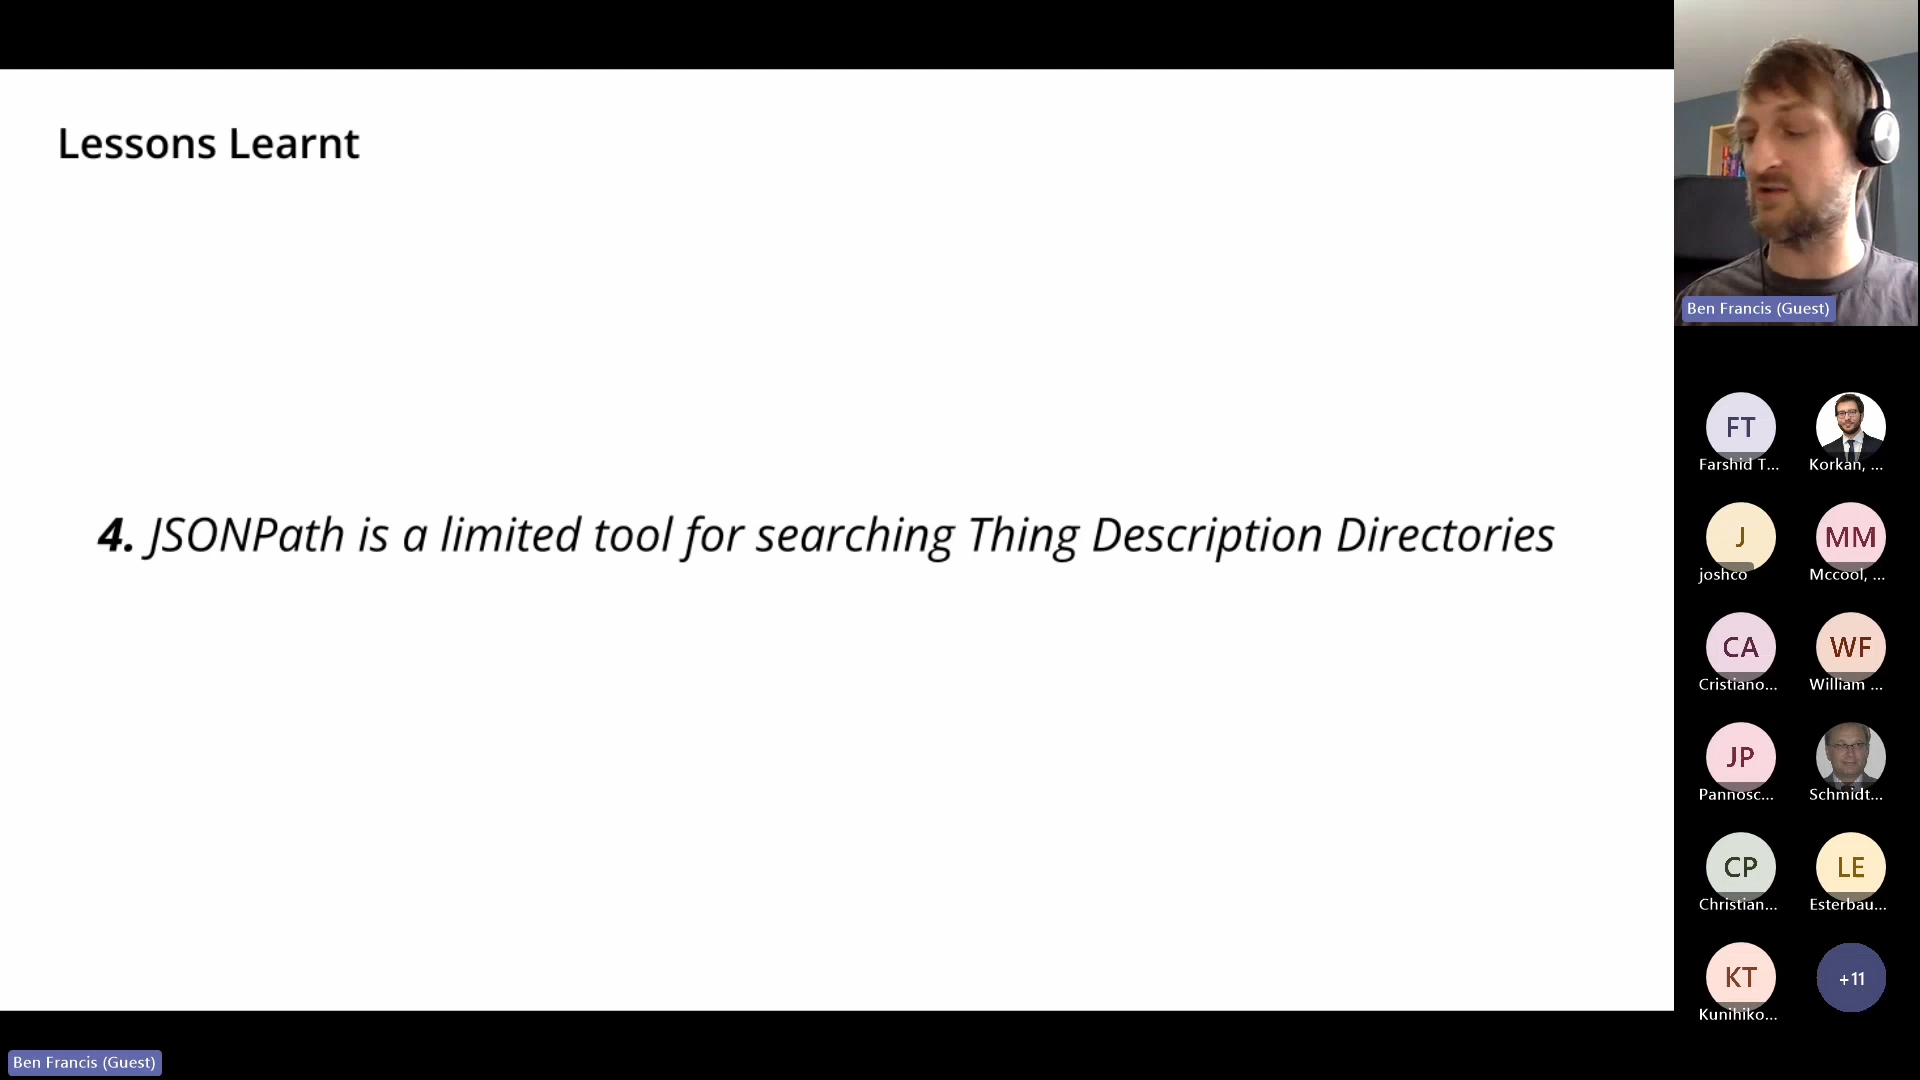 Lessons Learnt
4. JSONPath is a limited tool for searching Thing Description Directories
Ben Francis (Guest)
FT
Farshid T...
Korkan, ...
J
joshco
MM
Mccool, ...
CA
Cristiano...
WF
William ...
JP
Pannosc...
Schmidt...
CP
Christian...
LE
Esterbau...
KT
Kunihiko...
+11
Ben Francis (Guest)